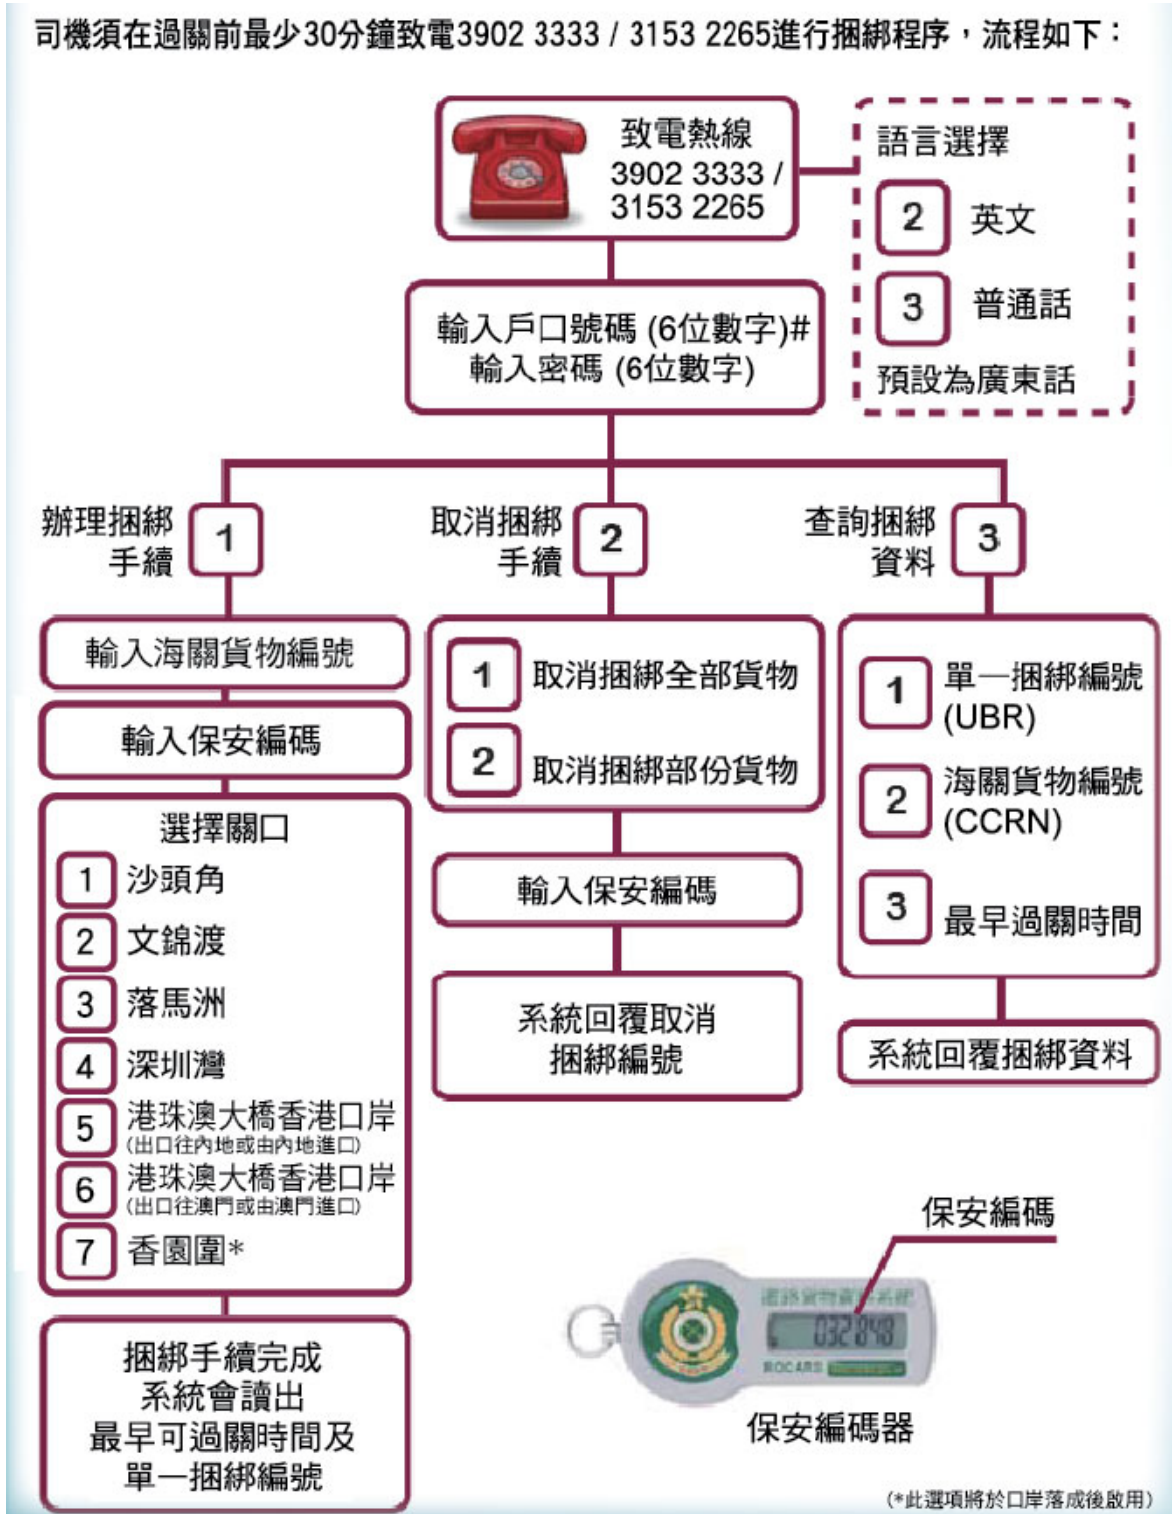 司機須在過關前最少30分鐘致電3902 3333 / 3153 2265進行捆綁程序，流程如下：
致電熱線
3902 3333 /
3153 2265
語言選擇
2 英文
3 普通話
預設為廣東話
輸入戶口號碼 (6位數字)#
輸入密碼 (6位數字)
辦理捆綁
手續
1
輸入海關貨物編號
輸入保安編碼
選擇關口
1 沙頭角
2 文錦渡
3 落馬洲
4 深圳灣
5 港珠澳大橋香港口岸
(出口往內地或由內地進口)
6 港珠澳大橋香港口岸
(出口往澳門或由澳門進口)
7 香園圍*
捆綁手續完成
系統會讀出
最早可過關時間及
單一捆綁編號
取消捆綁
手續
2
1 取消捆綁全部貨物
2 取消捆綁部份貨物
輸入保安編碼
系統回覆取消
捆綁編號
查詢捆綁
資料
3
1 單一捆綁編號
(UBR)
2 海關貨物編號
(CCRN)
3 最早過關時間
系統回覆捆綁資料
保安編碼
道路貨物資料系統
032848
ROCARS
保安編碼器
(*此選項將於口岸落成後啟用)